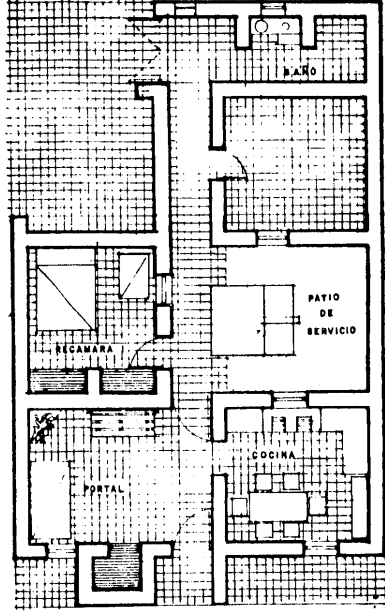 BAÑO
PATIO
DE
SERVICIO
RECAMARA
COCINA
PORTAL